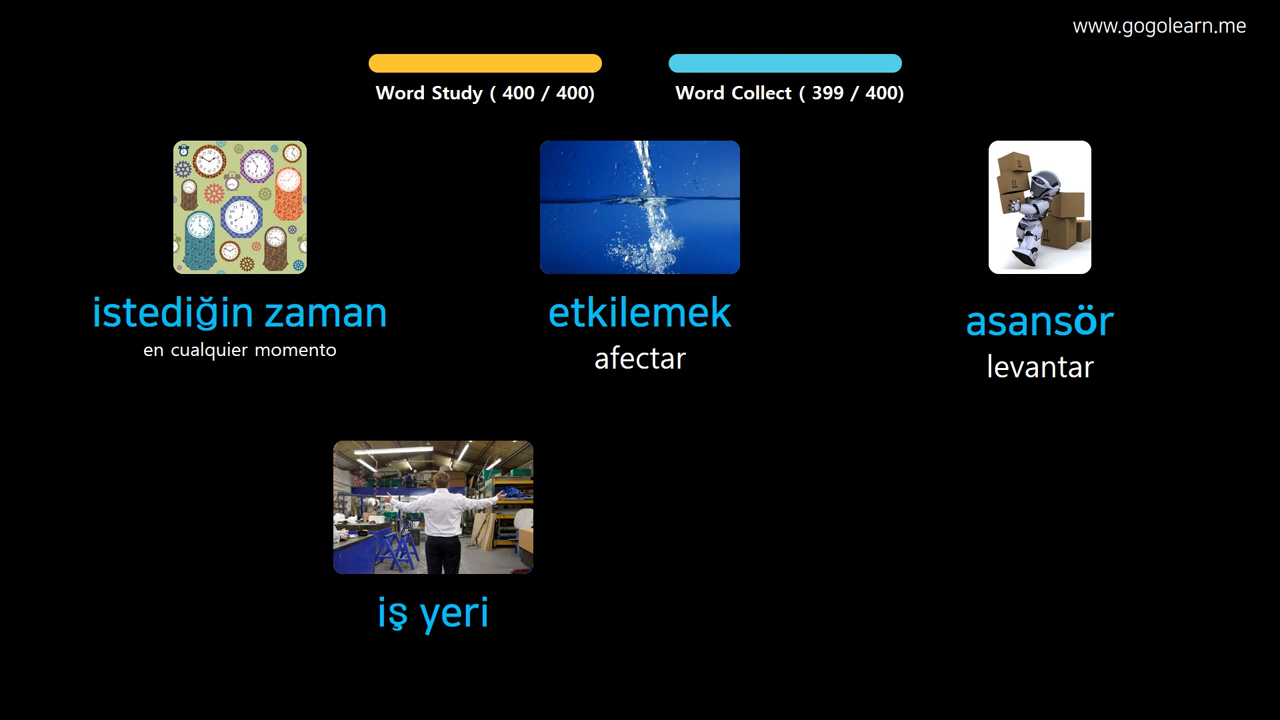 www.gogolearn.me
Word Study ( 400 / 400)
Word Collect ( 399 / 400)
istediğin zaman
en cualquier momento
etkilemek
afectar
asansör
levantar
iş yeri